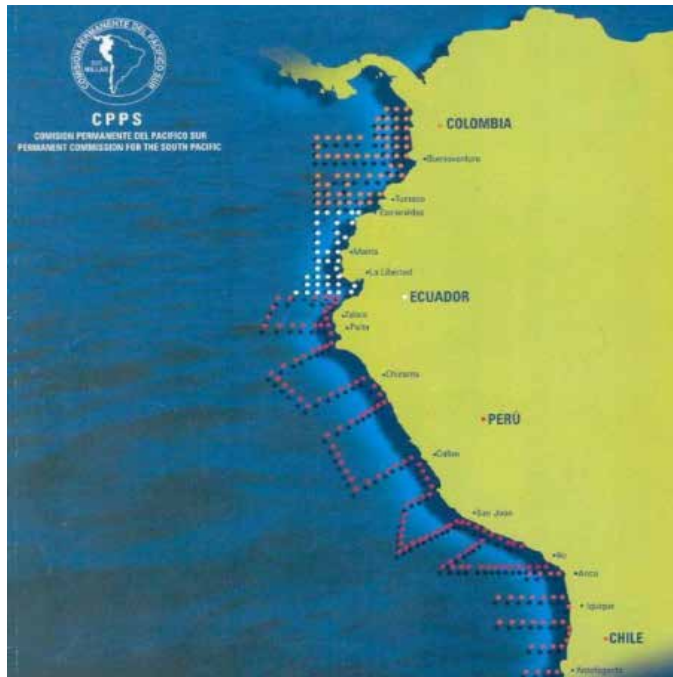 COMISION PERMANENTE DEL PACIFICO SUR
200
MILLAS
CPPS
COMISION PERMANENTE DEL PACIFICO SUR
PERMANENT COMMISSION FOR THE SOUTH PACIFIC
COLOMBIA
Buenaventura
Tumaco
Esmeraldas
Manta
La Libertad
ECUADOR
Talara
Paita
Chicama
PERÚ
Callao
San Juan
Ilo
Arica
Iquique
CHILE
Antofagasta